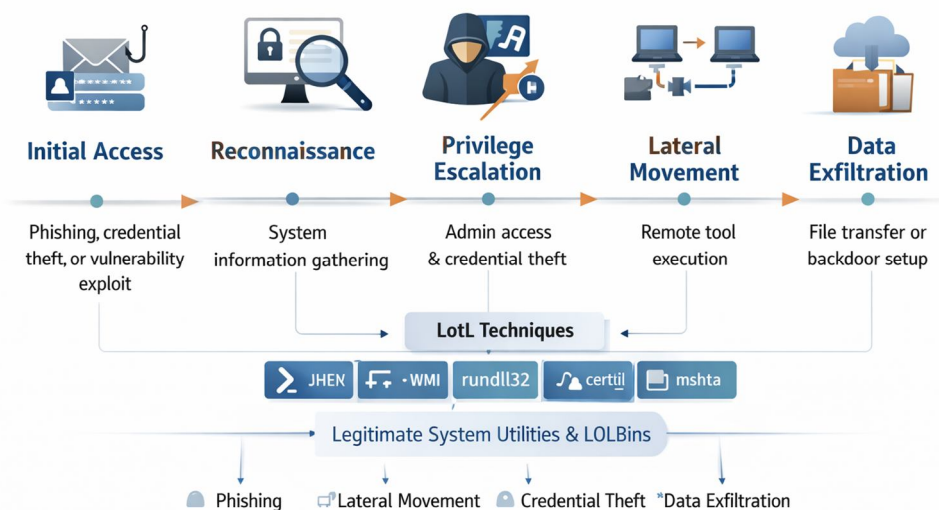 Initial Access
Reconnaissance
Privilege
Escalation
Lateral
Movement
Data
Exfiltration
Phishing, credential
theft, or vulnerability
exploit
System
information gathering
Admin access
& credential theft
Remote tool
execution
File transfer or
backdoor setup
LotL Techniques
JHEN
WMI
rundll32
certtil
mshta
Legitimate System Utilities & LOLBins
Phishing
Lateral Movement
Credential Theft
Data Exfiltration